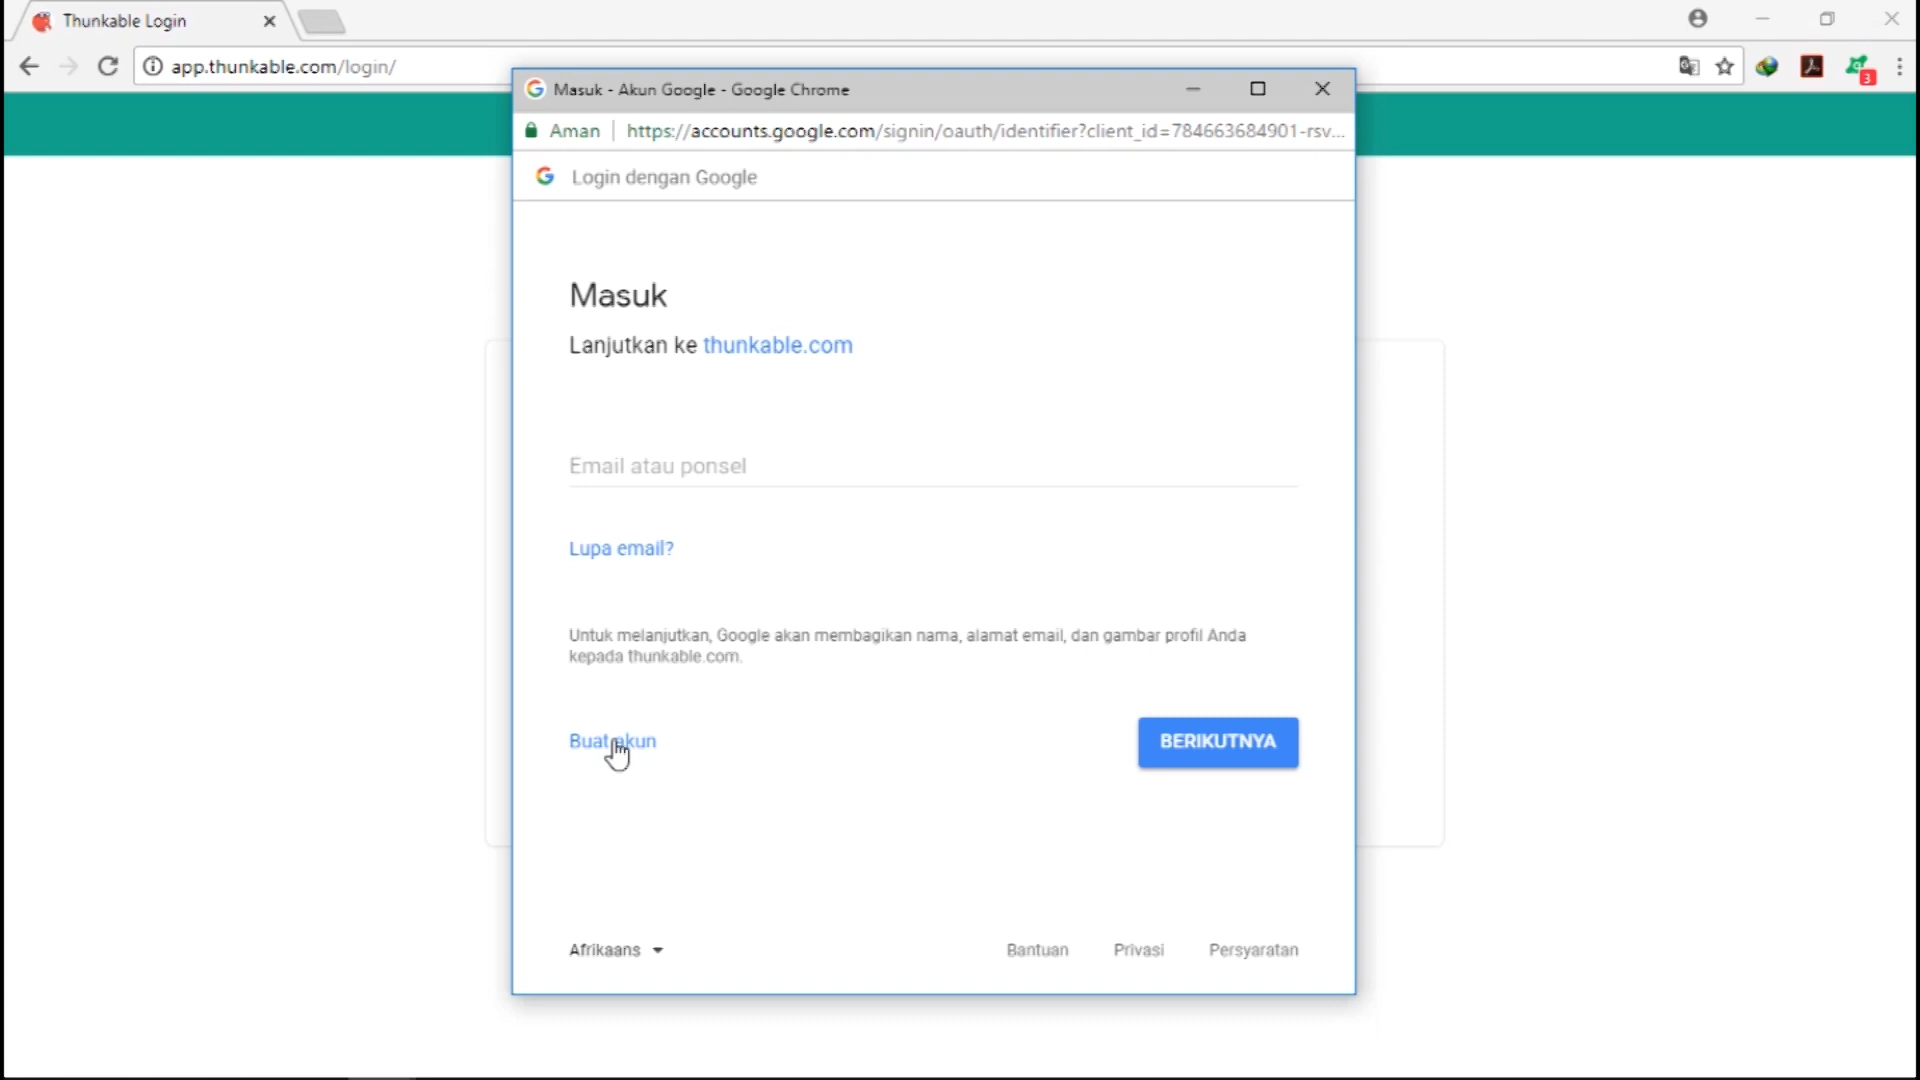 Thunkable Login
app.thunkable.com/login/
3
Masuk - Akun Google - Google Chrome
Aman
https://accounts.google.com/signin/oauth/identifier?client_id=784663684901-rsv...
Login dengan Google
Masuk
Lanjutkan ke thunkable.com
Email atau ponsel
Lupa email?
Untuk melanjutkan, Google akan membagikan nama, alamat email, dan gambar profil Anda
kepada thunkable.com.
Buat akun
BERIKUTNYA
Afrikaans
Bantuan
Privasi
Persyaratan